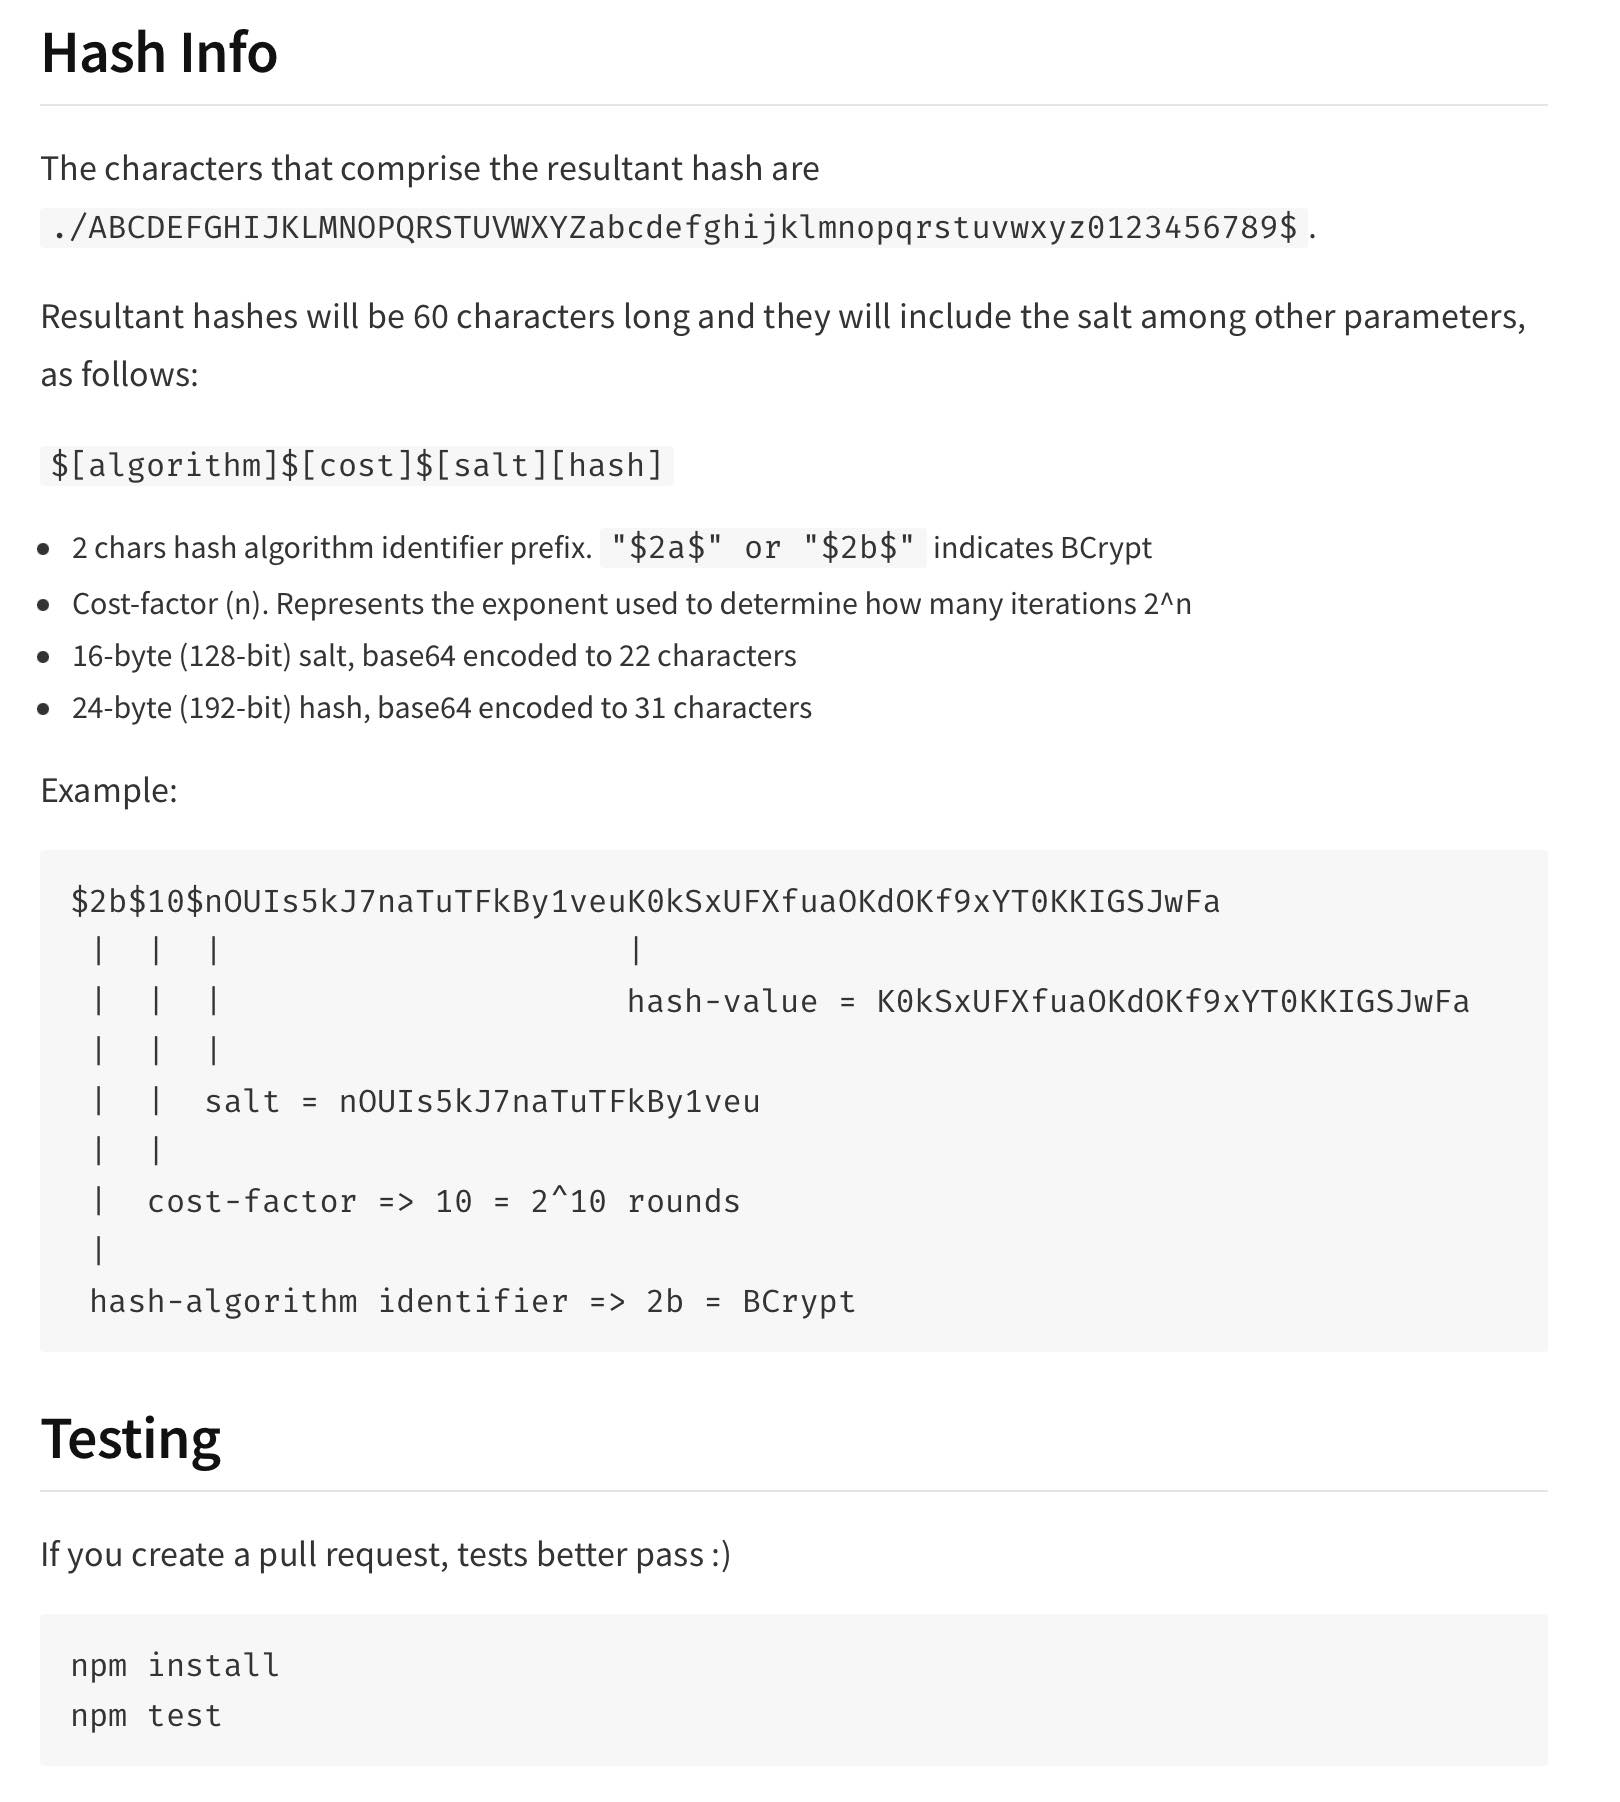 Hash Info
The characters that comprise the resultant hash are
./ABCDEFGHIJKLMNOPQRSTUVWXYZabcdefghijklmnopqrstuvwxyz0123456789$.
Resultant hashes will be 60 characters long and they will include the salt among other parameters,
as follows:
$[algorithm]$[cost]$[salt][hash]
• 2 chars hash algorithm identifier prefix. "$2a$" or "$2b$" indicates BCrypt
• Cost-factor (n). Represents the exponent used to determine how many iterations 2^n
• 16-byte (128-bit) salt, base64 encoded to 22 characters
• 24-byte (192-bit) hash, base64 encoded to 31 characters
Example:
$2b$10$nOUIs5kJ7naTuTFkBy1veuK0kSxUFXfuaOKdOKf9xYT0KKIGSJwFa
 |  |  |                     |
 |  |  |                     hash-value = K0kSxUFXfuaOKdOKf9xYT0KKIGSJwFa
 |  |  |
 |  |  salt = nOUIs5kJ7naTuTFkBy1veu
 |  |
 |  cost-factor => 10 = 2^10 rounds
 |
 hash-algorithm identifier => 2b = BCrypt
Testing
If you create a pull request, tests better pass :)
npm install
npm test